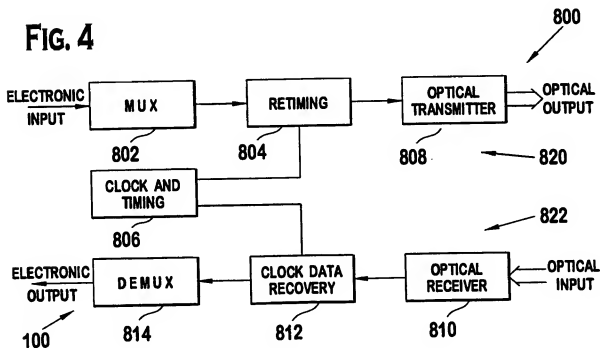 FIG. 4
800
ELECTRONIC
INPUT
MUX
802
RETIMING
804
OPTICAL
TRANSMITTER
808
OPTICAL
OUTPUT
820
CLOCK AND
TIMING
806
822
ELECTRONIC
OUTPUT
DEMUX
814
CLOCK DATA
RECOVERY
812
OPTICAL
RECEIVER
810
OPTICAL
INPUT
100